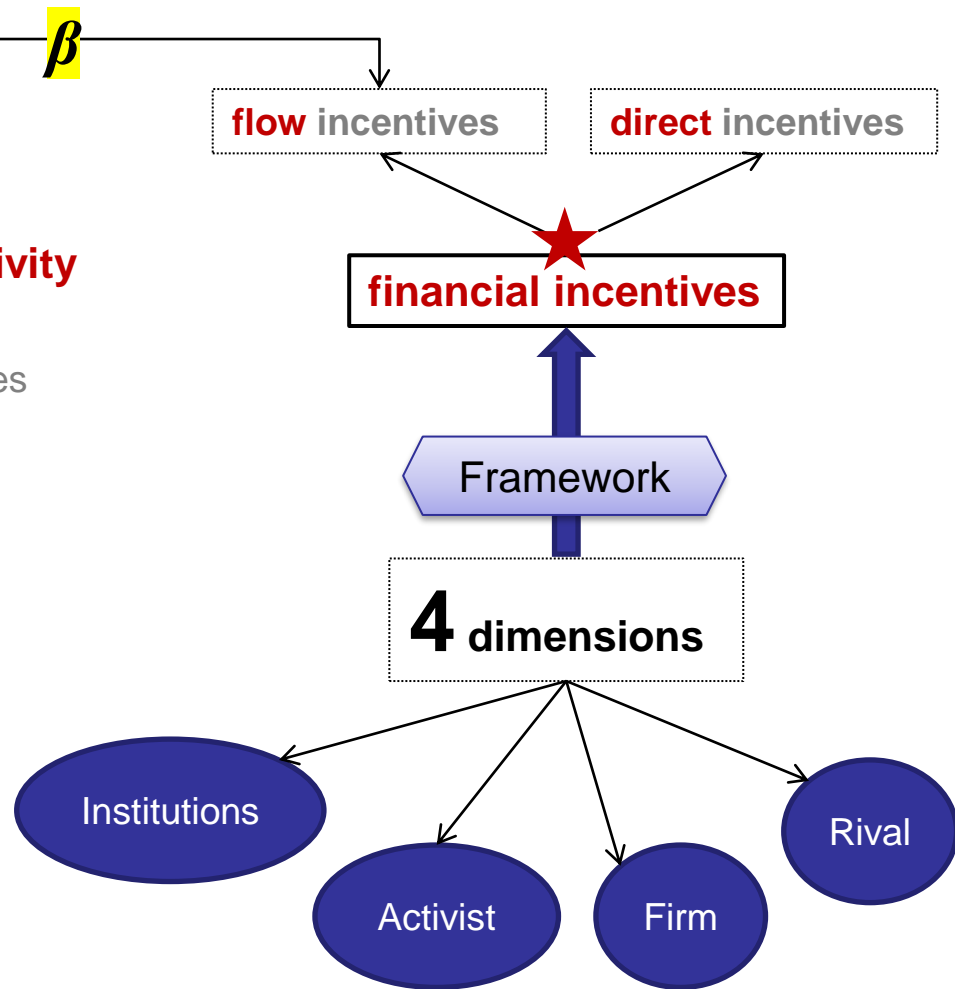 β
flow incentives
direct incentives
ivity
financial incentives
es
Framework
4 dimensions
Institutions
Rival
Activist
Firm